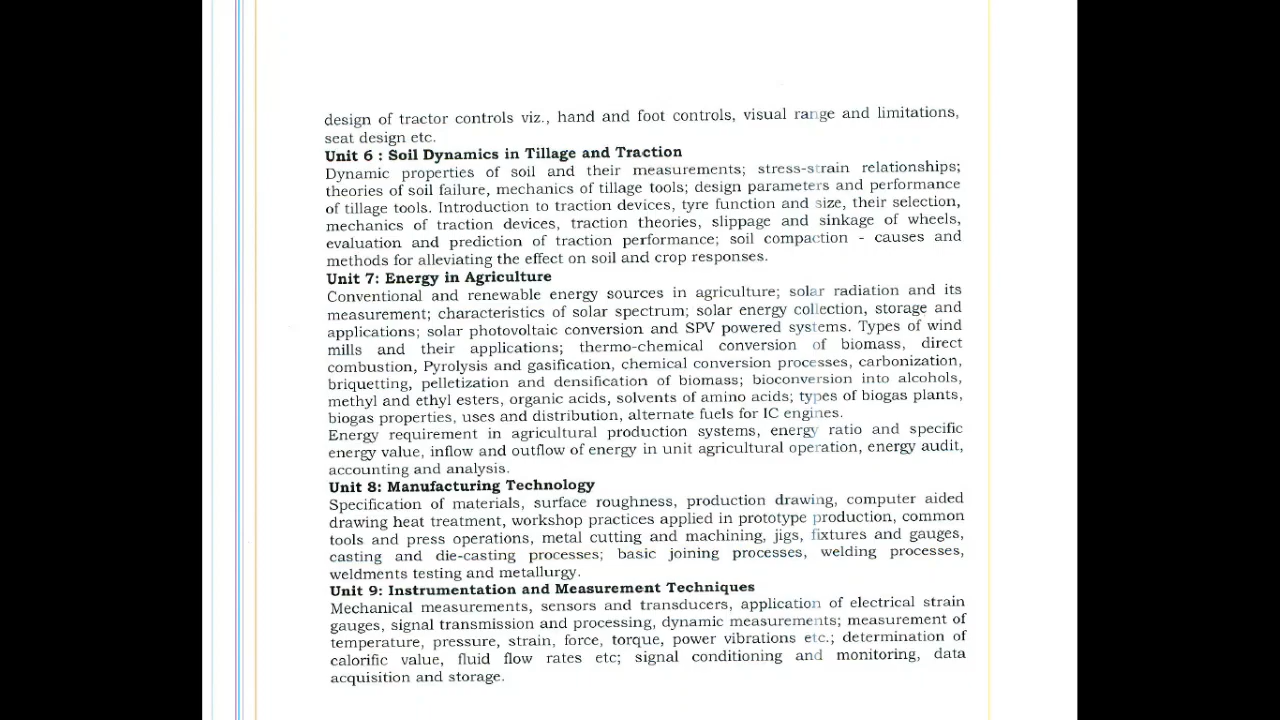 design of tractor controls viz., hand and foot controls, visual range and limitations,
seat design etc.
Unit 6 : Soil Dynamics in Tillage and Traction
Dynamic properties of soil and their measurements; stress-strain relationships;
theories of soil failure, mechanics of tillage tools; design parameters and performance
of tillage tools. Introduction to traction devices, tyre function and size, their selection,
mechanics of traction devices, traction theories, slippage and sinkage of wheels,
evaluation and prediction of traction performance; soil compaction - causes and
methods for alleviating the effect on soil and crop responses.
Unit 7: Energy in Agriculture
Conventional and renewable energy sources in agriculture; solar radiation and its
measurement; characteristics of solar spectrum; solar energy collection, storage and
applications; solar photovoltaic conversion and SPV powered systems. Types of wind
mills and their applications; thermo-chemical conversion of biomass, direct
combustion, Pyrolysis and gasification, chemical conversion processes, carbonization,
briquetting, pelletization and densification of biomass; bioconversion into alcohols,
methyl and ethyl esters, organic acids, solvents of amino acids; types of biogas plants,
biogas properties, uses and distribution, alternate fuels for IC engines.
Energy requirement in agricultural production systems, energy ratio and specific
energy value, inflow and outflow of energy in unit agricultural operation, energy audit,
accounting and analysis.
Unit 8: Manufacturing Technology
Specification of materials, surface roughness, production drawing, computer aided
drawing heat treatment, workshop practices applied in prototype production, common
tools and press operations, metal cutting and machining, jigs, fixtures and gauges,
casting and die-casting processes; basic joining processes, welding processes,
weldments testing and metallurgy.
Unit 9: Instrumentation and Measurement Techniques
Mechanical measurements, sensors and transducers, application of electrical strain
gauges, signal transmission and processing, dynamic measurements; measurement of
temperature, pressure, strain, force, torque, power vibrations etc.; determination of
calorific value, fluid flow rates etc; signal conditioning and monitoring, data
acquisition and storage.